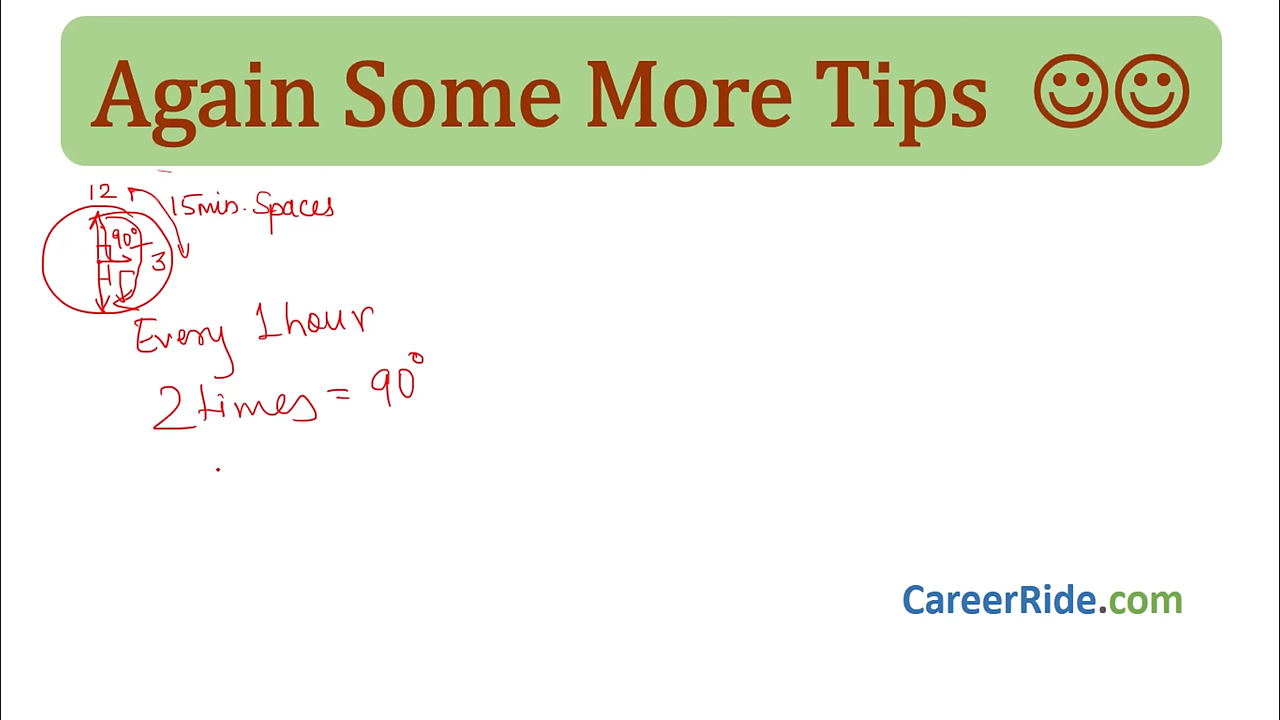 Again Some More Tips ☺☺
12
15min. Spaces
90°
3
Every 1 hour
2 times = 90°
CareerRide.com